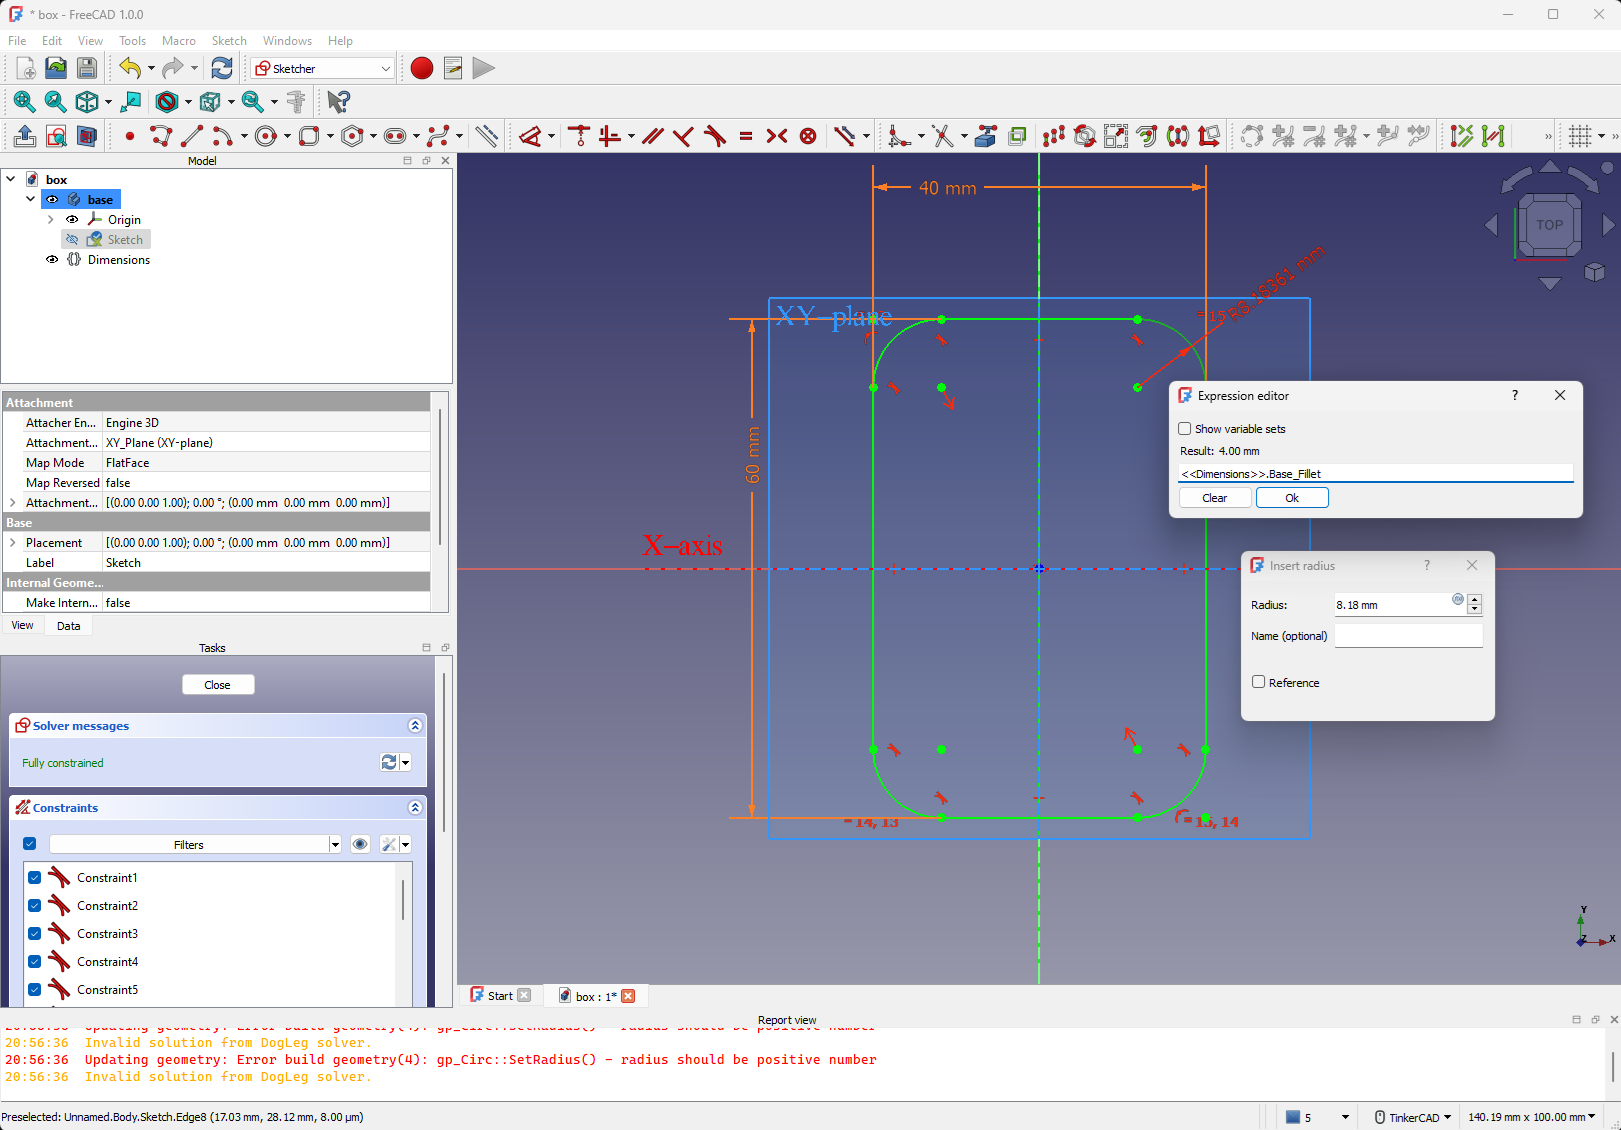 * box - FreeCAD 1.0.0
File Edit View Tools Macro Sketch Windows Help
Sketcher
Model
box
base
Origin
Sketch
Dimensions
Attachment
Attacher En... Engine 3D
Attachment... XY_Plane (XY-plane)
Map Mode FlatFace
Map Reversed false
Attachment... [(0.00 0.00 1.00); 0.00 °; (0.00 mm 0.00 mm 0.00 mm)]
Base
Placement [(0.00 0.00 1.00); 0.00 °; (0.00 mm 0.00 mm 0.00 mm)]
Label Sketch
Internal Geome...
Make Intern... false
View Data
Tasks
Close
Solver messages
Fully constrained
Constraints
Filters
Constraint1
Constraint2
Constraint3
Constraint4
Constraint5
40 mm
= 15 R8.18361 mm
XY-plane
60 mm
X-axis
TOP
Expression editor ?
Show variable sets
Result: 4.00 mm
<<Dimensions>>.Base_Fillet
Clear Ok
Insert radius ?
Radius: 8.18 mm
Name (optional)
Reference
= 14, 13
= 15, 14
Y
Z X
Start box : 1*
Report view
20:56:36 Updating geometry: Error build geometry(4): gp_Circ::SetRadius() - radius should be positive number
20:56:36 Invalid solution from DogLeg solver.
20:56:36 Updating geometry: Error build geometry(4): gp_Circ::SetRadius() - radius should be positive number
20:56:36 Invalid solution from DogLeg solver.
Preselected: Unnamed.Body.Sketch.Edge8 (17.03 mm, 28.12 mm, 8.00 µm)
5 TinkerCAD 140.19 mm x 100.00 mm